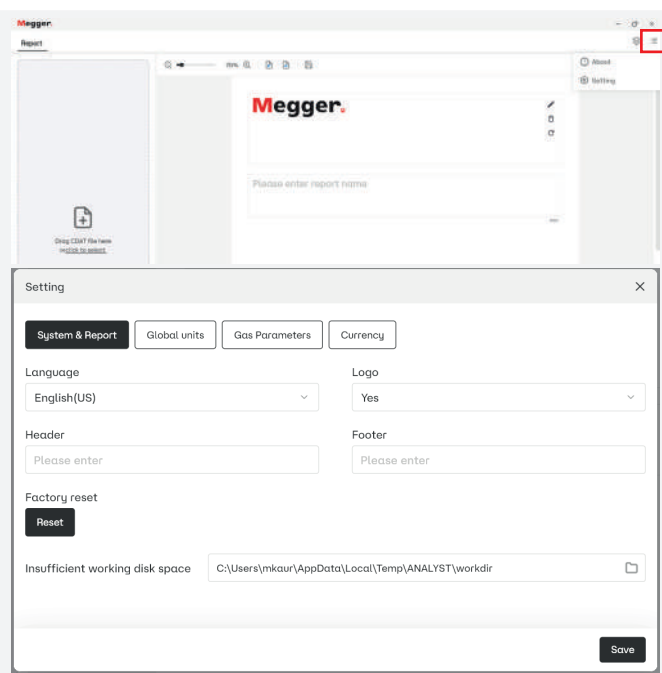 Megger.
Report
About
Setting
Megger.
Please enter report name
Drag CDAT file here
or click to select
Setting
System & Report Global units Gas Parameters Currency
Language Logo
English(US) Yes
Header Footer
Please enter Please enter
Factory reset
Reset
Insufficient working disk space C:\Users\mkaur\AppData\Local\Temp\ANALYST\workdir
Save